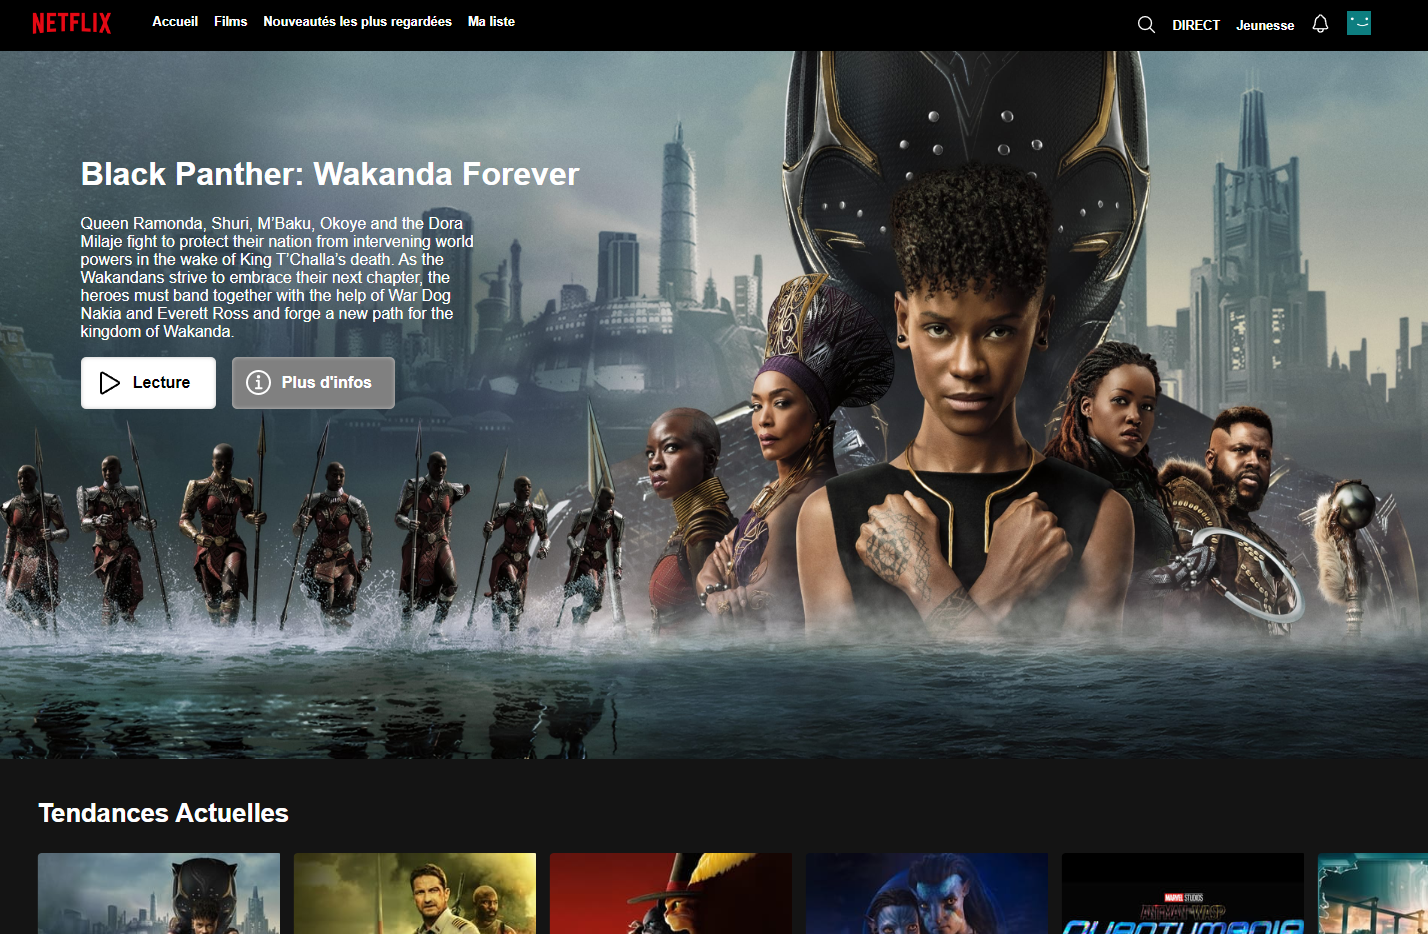 NETFLIX
Accueil Films Nouveautés les plus regardées Ma liste
DIRECT Jeunesse
Black Panther: Wakanda Forever
Queen Ramonda, Shuri, M’Baku, Okoye and the Dora
Milaje fight to protect their nation from intervening world
powers in the wake of King T’Challa’s death. As the
Wakandans strive to embrace their next chapter, the
heroes must band together with the help of War Dog
Nakia and Everett Ross and forge a new path for the
kingdom of Wakanda.
Lecture
Plus d'infos
Tendances Actuelles
MARVEL STUDIOS
ANT-MAN AND THE WASP
QUANTUMANIA